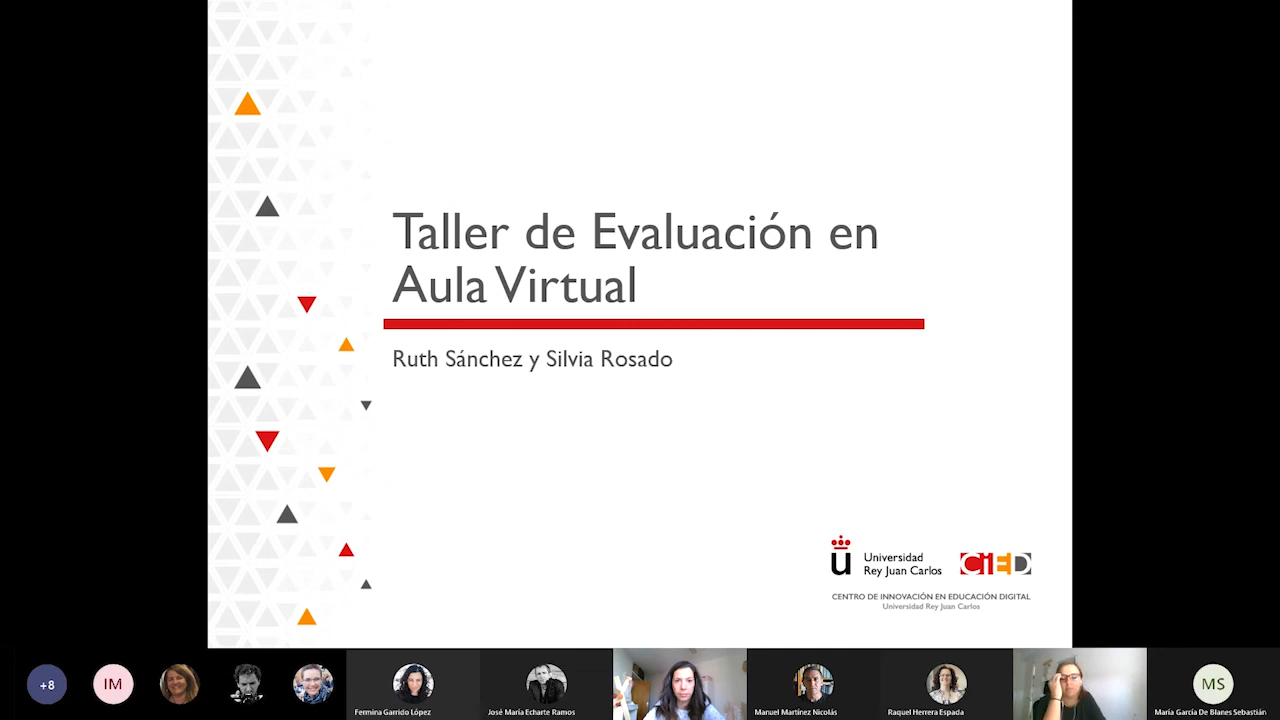 Taller de Evaluación en
Aula Virtual
Ruth Sánchez y Silvia Rosado
Universidad
Rey Juan Carlos
CiED
CENTRO DE INNOVACIÓN EN EDUCACIÓN DIGITAL
Universidad Rey Juan Carlos
+8
IM
Fermina Garrido López
José María Echarte Ramos
Manuel Martínez Nicolás
Raquel Herrera Espada
MS
María García De Blanes Sebastián